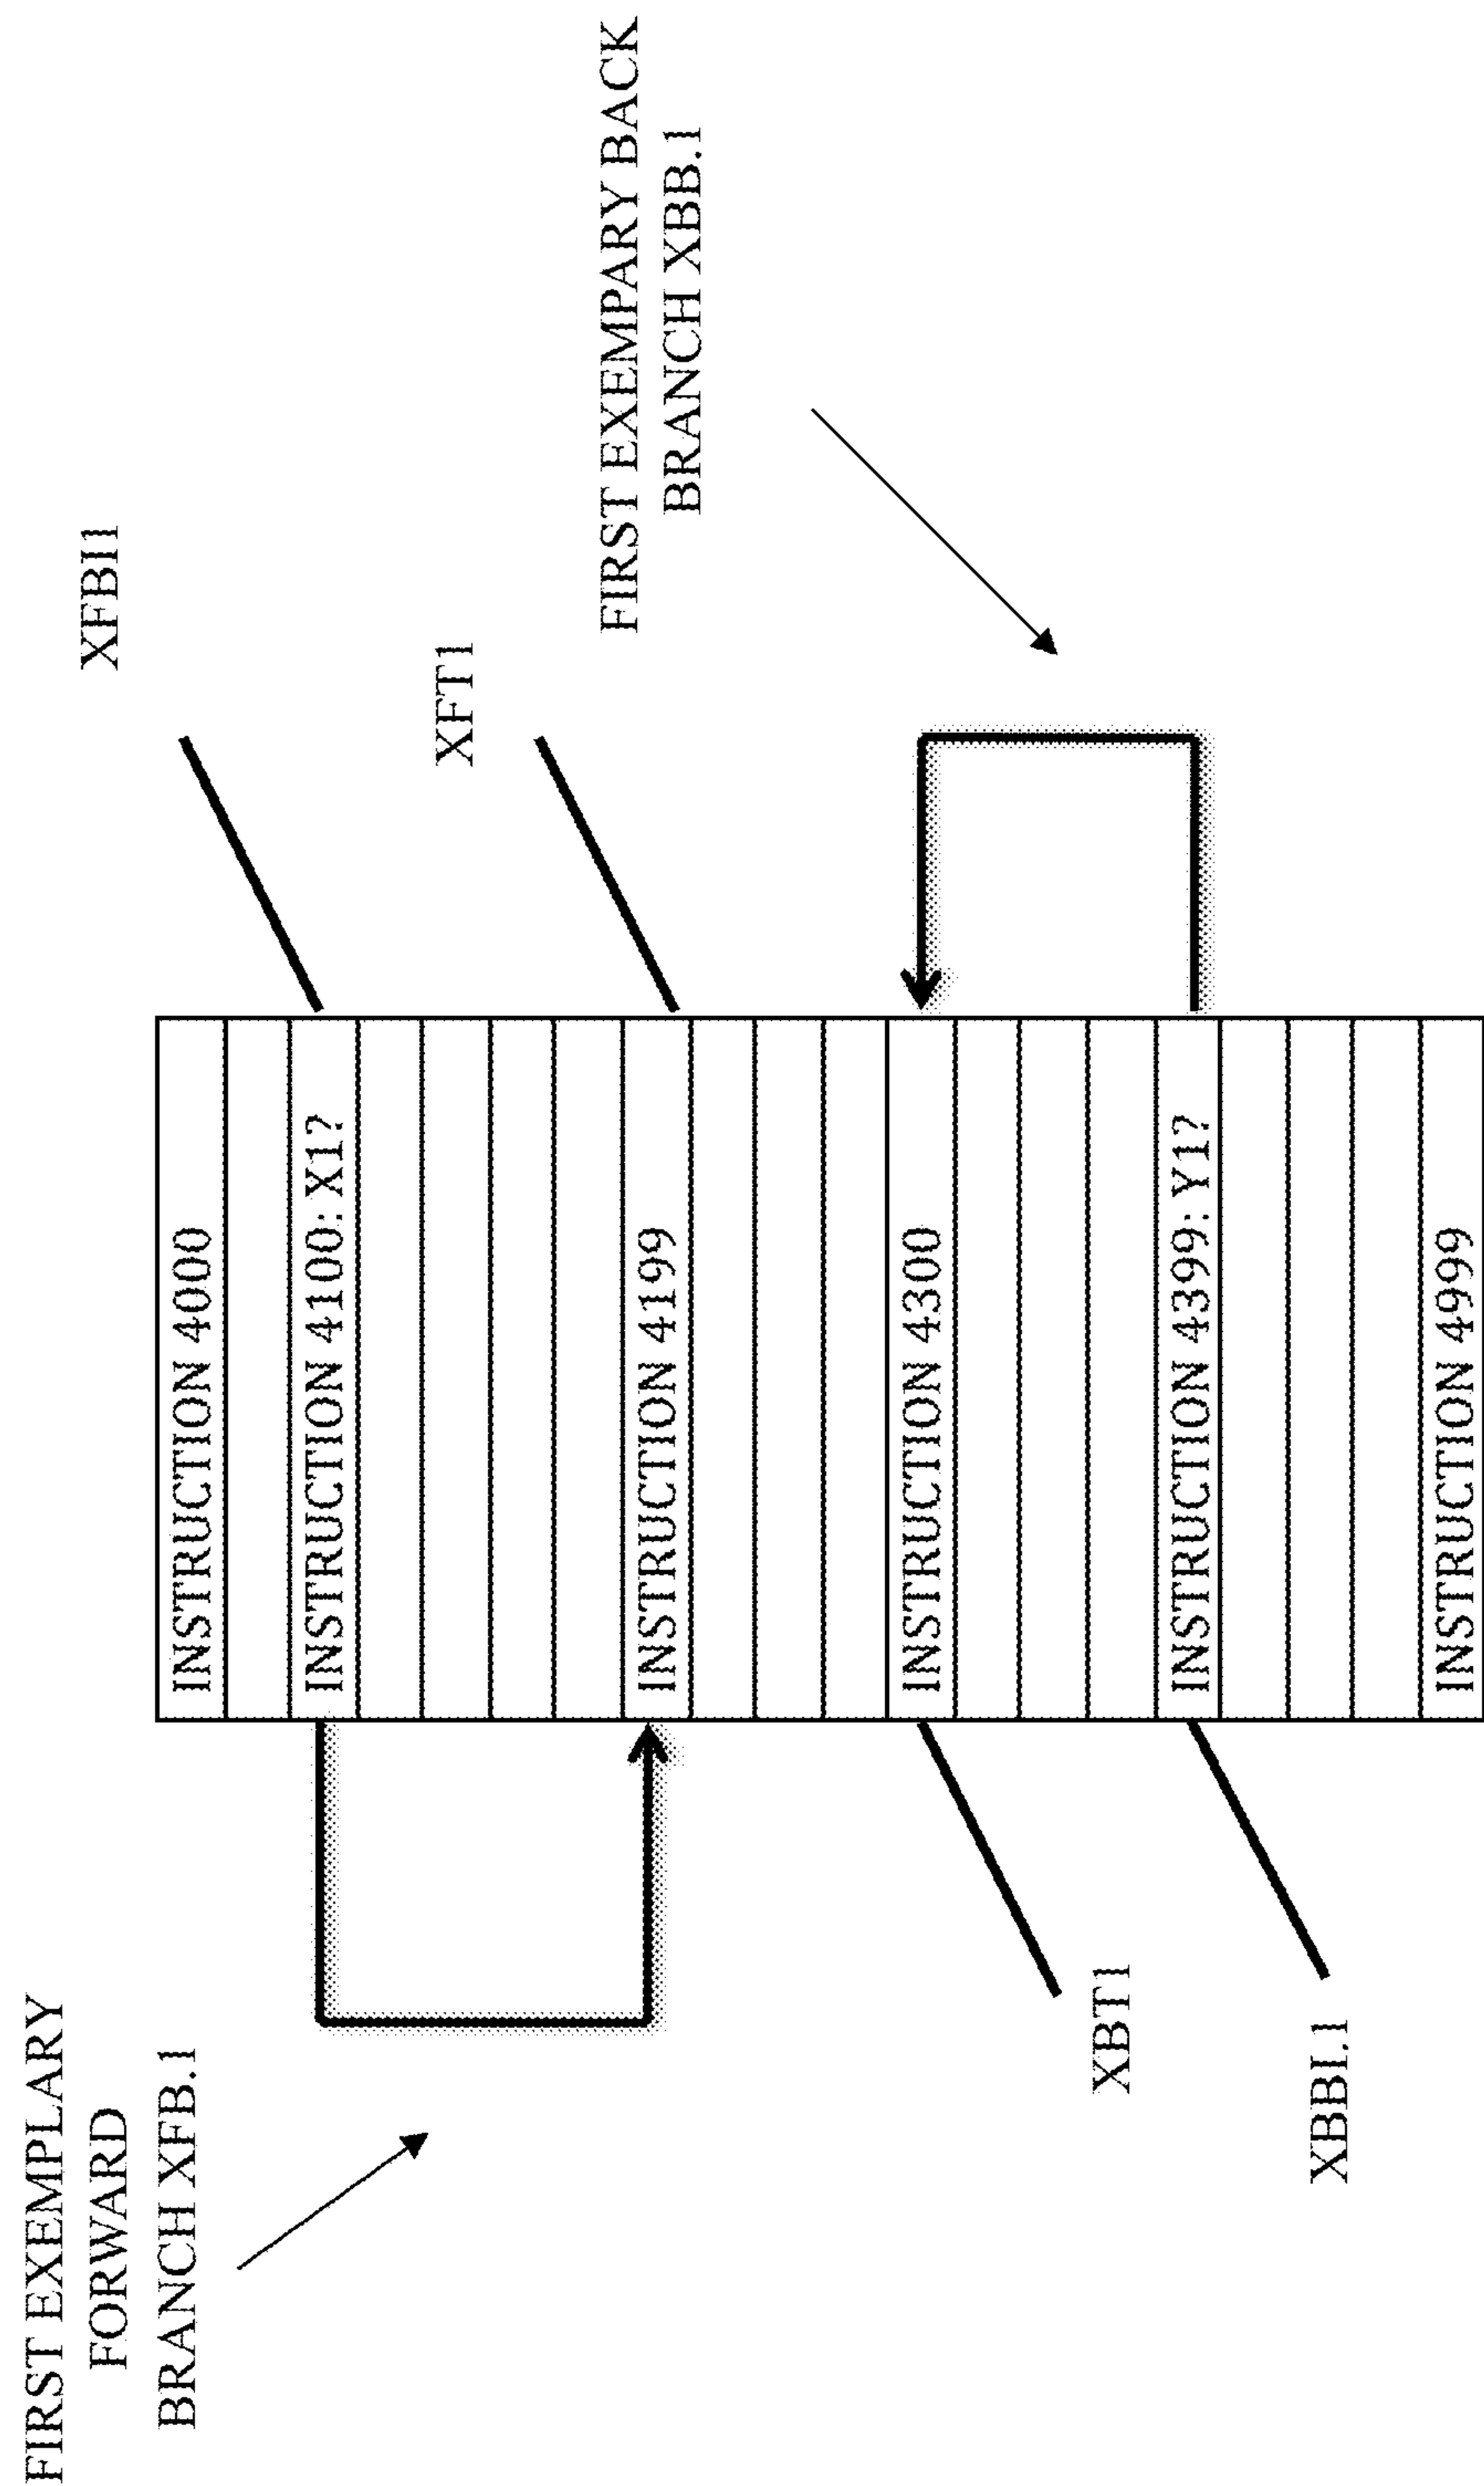 FIRST EXEMPLARY
FORWARD
BRANCH XFB.1
XFBI1
XFT1
FIRST EXEMPARY BACK
BRANCH XBB.1
INSTRUCTION 4000
INSTRUCTION 4100: X1?
INSTRUCTION 4199
INSTRUCTION 4300
INSTRUCTION 4399: Y1?
INSTRUCTION 4999
XBT1
XBBI.1